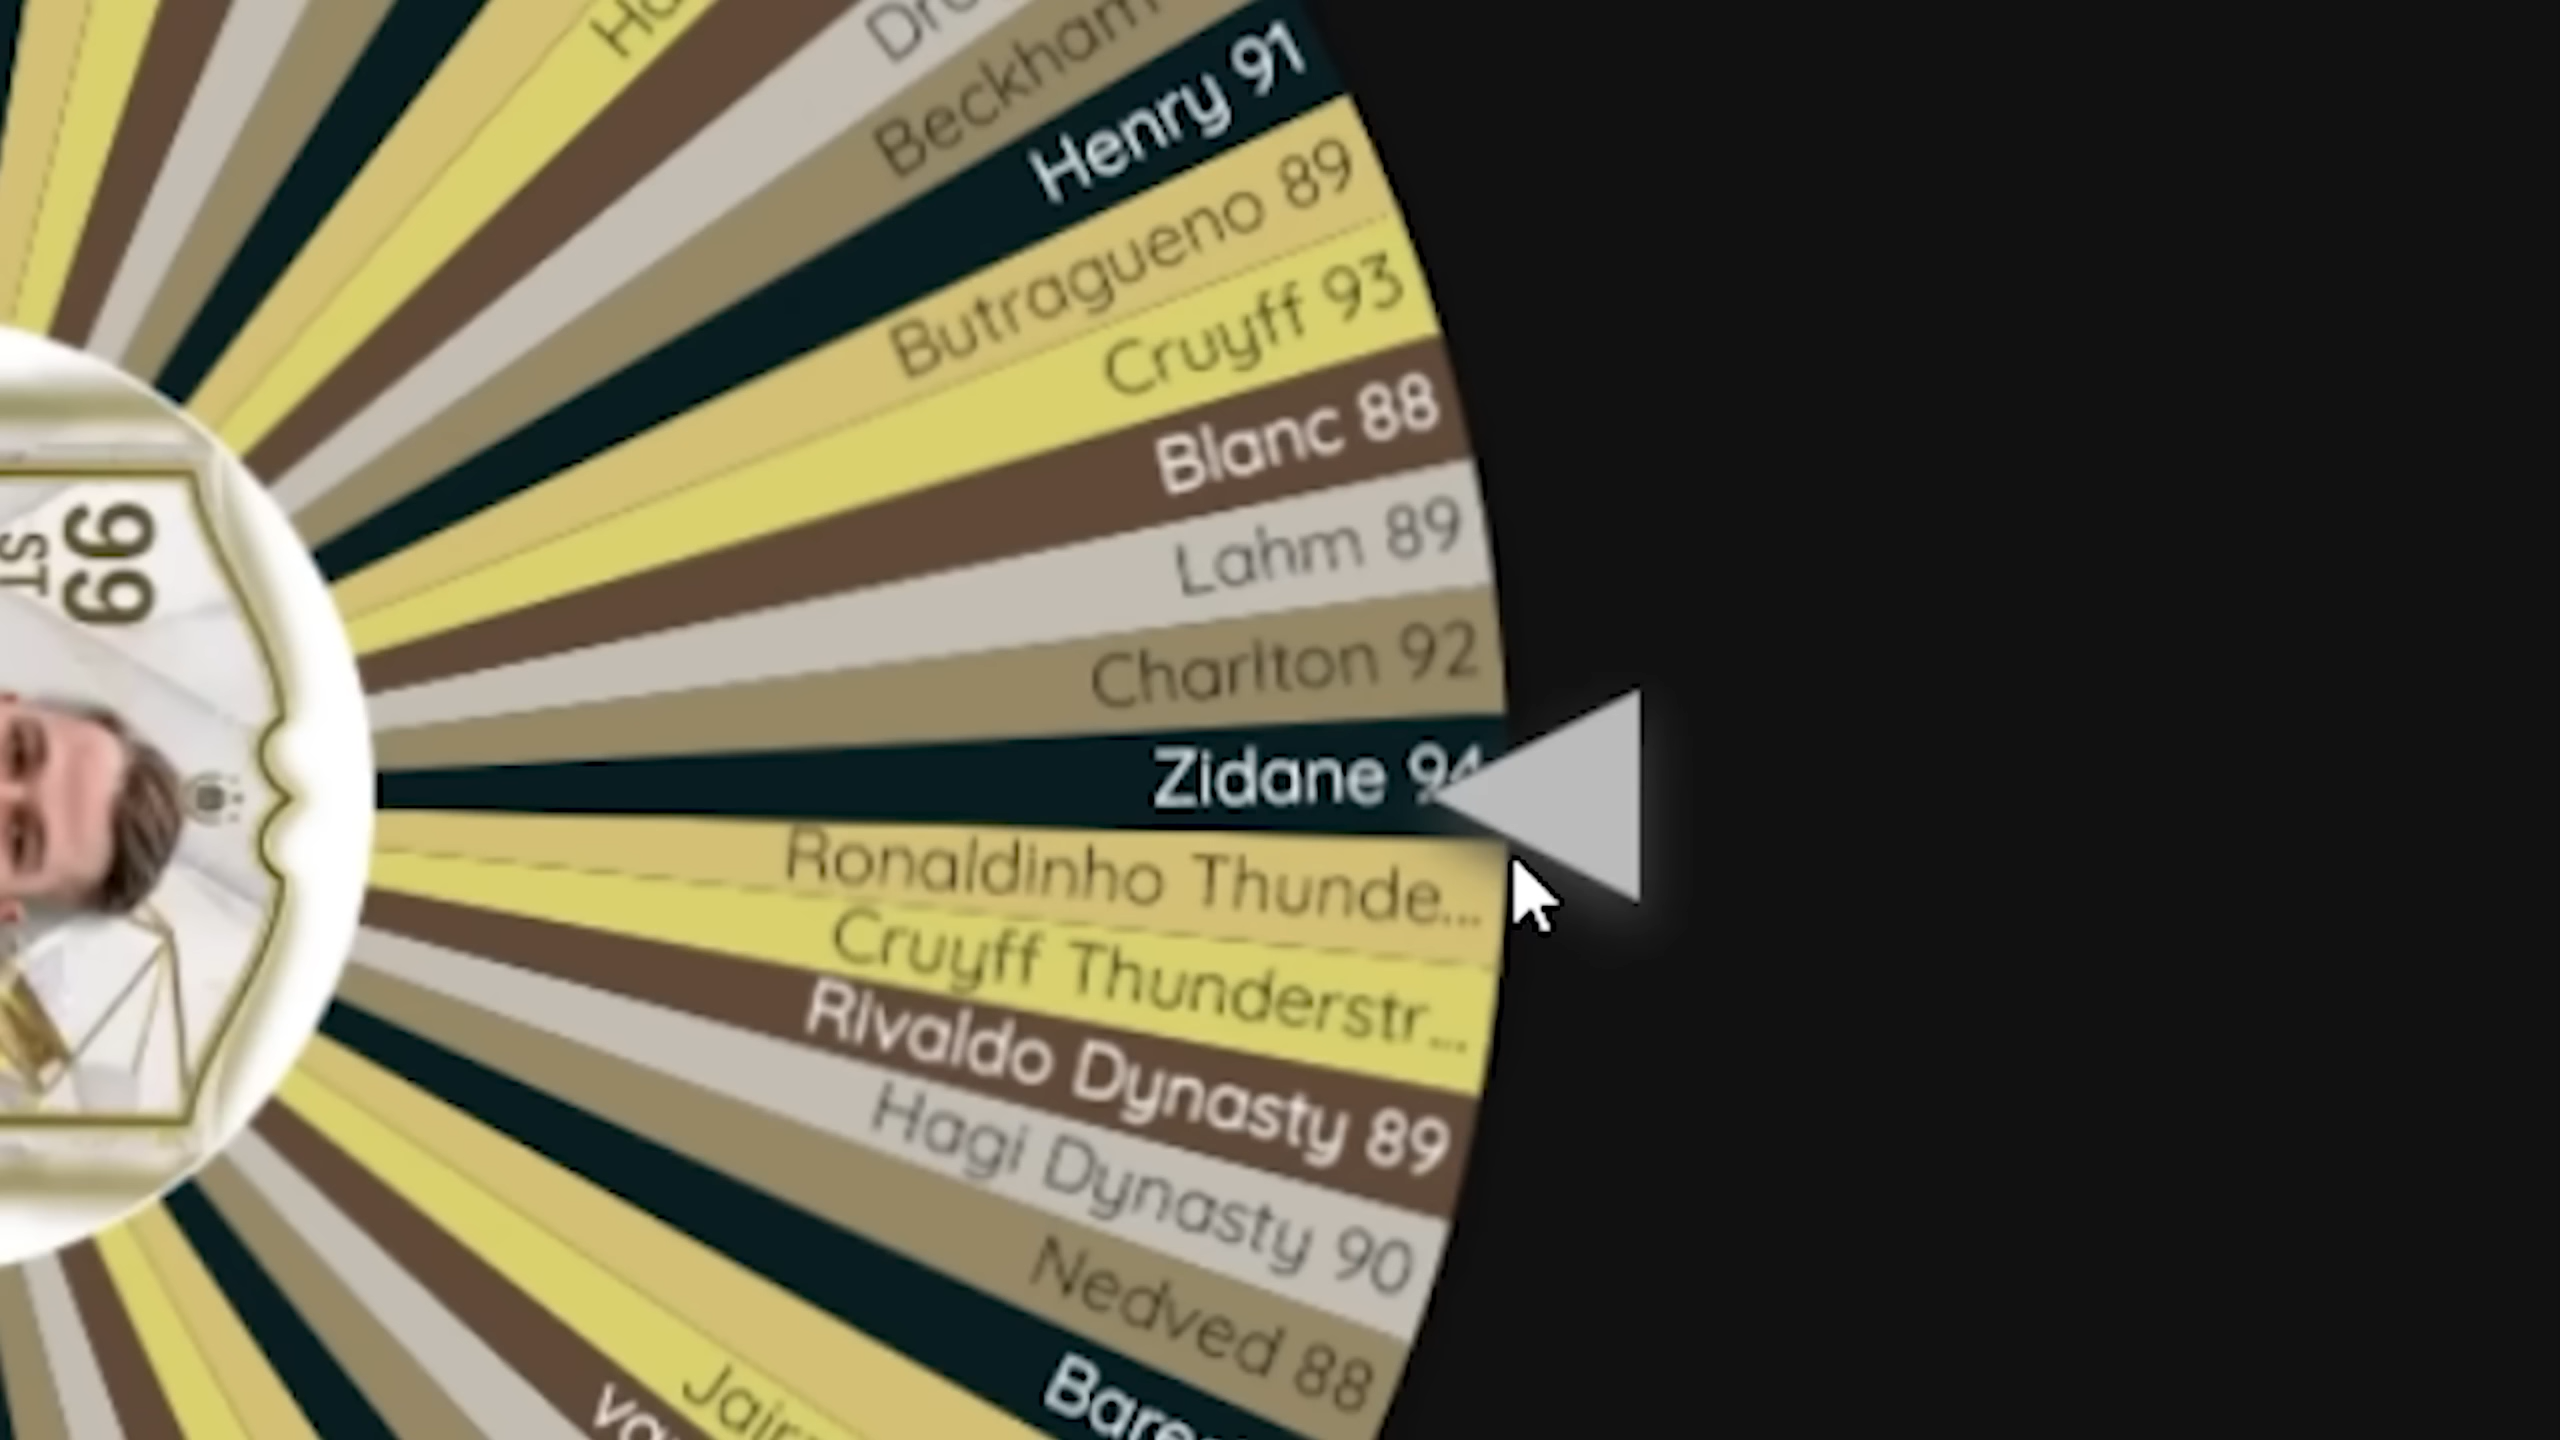 Beckham
Henry 91
Butragueno 89
Cruyff 93
Blanc 88
Lahm 89
Charlton 92
Zidane 94
Ronaldinho Thunde...
Cruyff Thunderstr...
Rivaldo Dynasty 89
Hagi Dynasty 90
Nedved 88
99
ST